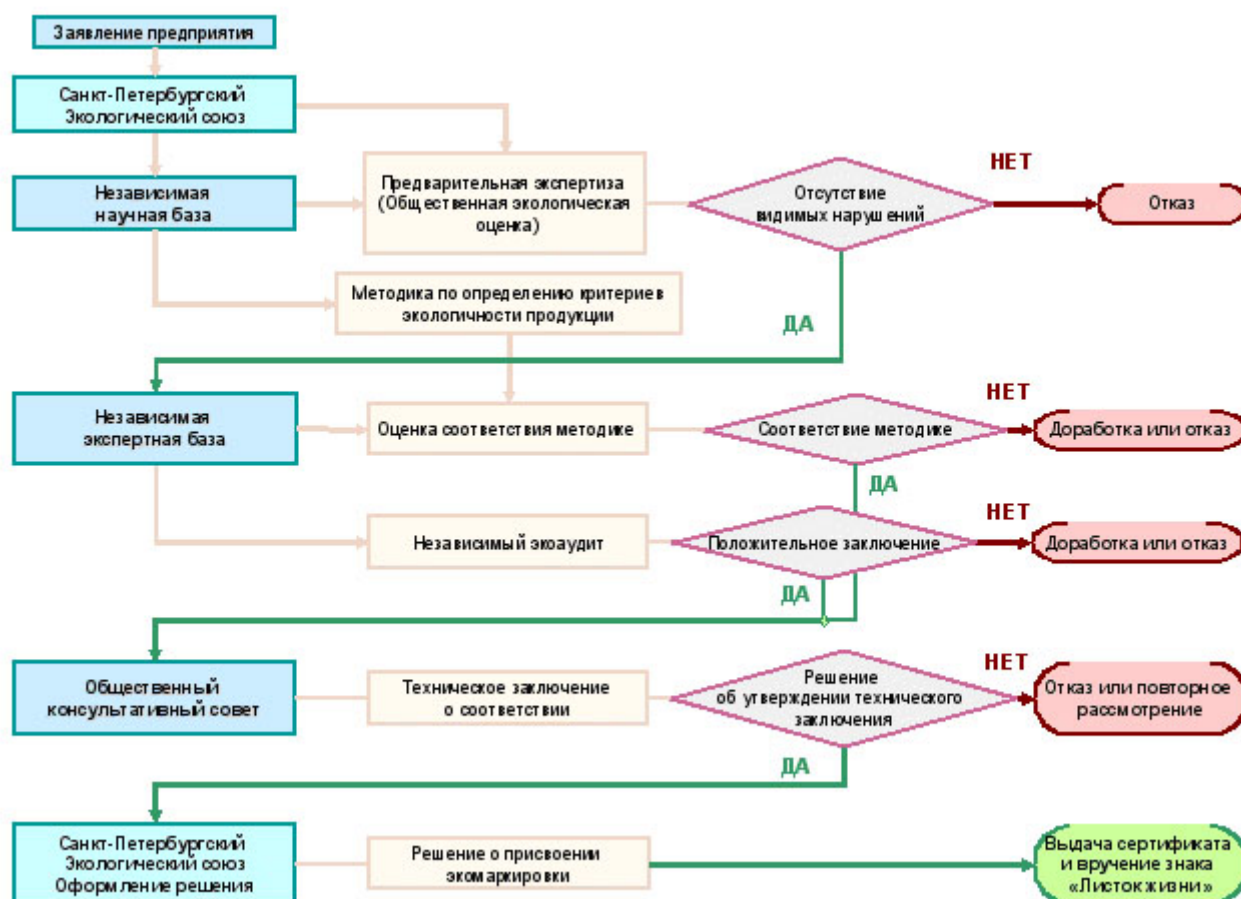 Заявление предприятия
Санкт-Петербургский
Экологический союз
Независимая
научная база
Предварительная экспертиза
(Общественная экологическая
оценка)
Отсутствие
видимых нарушений
НЕТ
Отказ
Методика по определению критериев
экологичности продукции
ДА
Независимая
экспертная база
Оценка соответствия методике
Соответствие методике
НЕТ
Доработка или отказ
ДА
Независимый экоаудит
Положительное заключение
НЕТ
Доработка или отказ
ДА
Общественный
консультативный совет
Техническое заключение
о соответствии
Решение
об утверждении технического
заключения
НЕТ
Отказ или повторное
рассмотрение
ДА
Санкт-Петербургский
Экологический союз
Оформление решения
Решение о присвоении
экомаркировки
Выдача сертификата
и вручение знака
«Листок жизни»